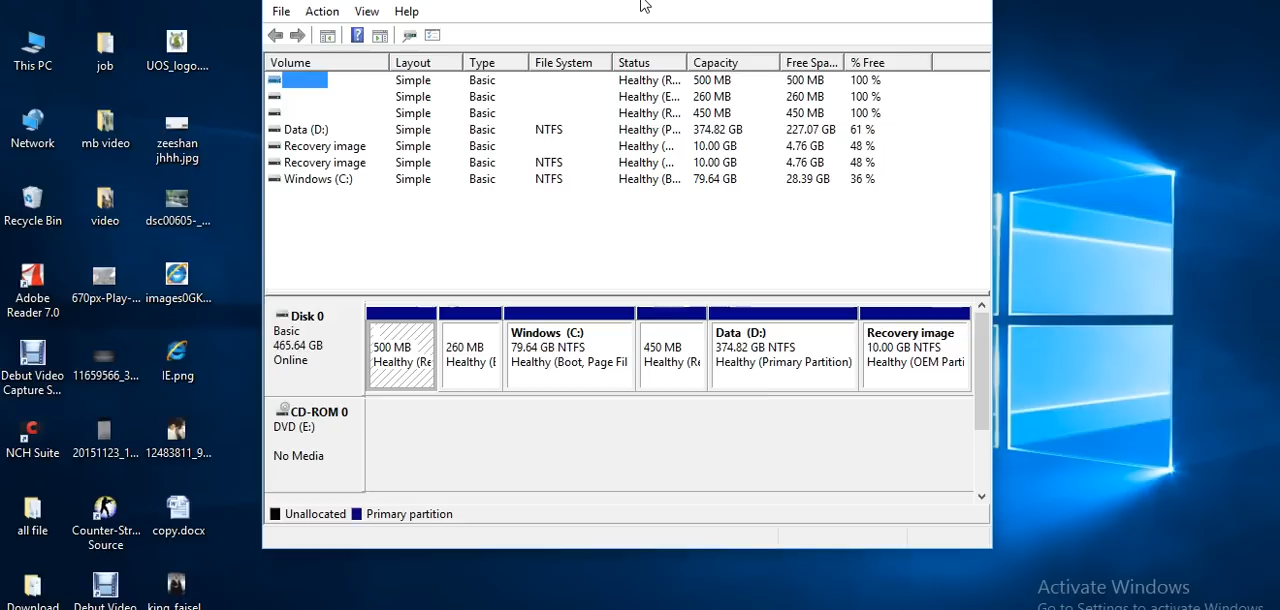 File Action View Help
Volume Layout Type File System Status Capacity Free Spa... % Free
Simple Basic Healthy (R... 500 MB 500 MB 100 %
Simple Basic Healthy (E... 260 MB 260 MB 100 %
Simple Basic Healthy (R... 450 MB 450 MB 100 %
Data (D:) Simple Basic NTFS Healthy (P... 374.82 GB 227.07 GB 61 %
Recovery image Simple Basic Healthy (... 10.00 GB 4.76 GB 48 %
Recovery image Simple Basic NTFS Healthy (... 10.00 GB 4.76 GB 48 %
Windows (C:) Simple Basic NTFS Healthy (B... 79.64 GB 28.39 GB 36 %
Disk 0
Basic
465.64 GB
Online
500 MB
Healthy (Re
260 MB
Healthy (E
Windows (C:)
79.64 GB NTFS
Healthy (Boot, Page Fil
450 MB
Healthy (Re
Data (D:)
374.82 GB NTFS
Healthy (Primary Partition)
Recovery image
10.00 GB NTFS
Healthy (OEM Parti
CD-ROM 0
DVD (E:)
No Media
Unallocated Primary partition
This PC
job
UOS_logo....
Network
mb video
zeeshan
jhhh.jpg
Recycle Bin
video
dsc00605-_...
Adobe
Reader 7.0
670px-Play-...
images0GK...
Debut Video
Capture S...
11659566_3...
IE.png
NCH Suite
20151123_1...
12483811_9...
all file
Counter-Str...
Source
copy.docx
Download
Debut Video
king_faisel
Activate Windows
Go to Settings to activate Windows.